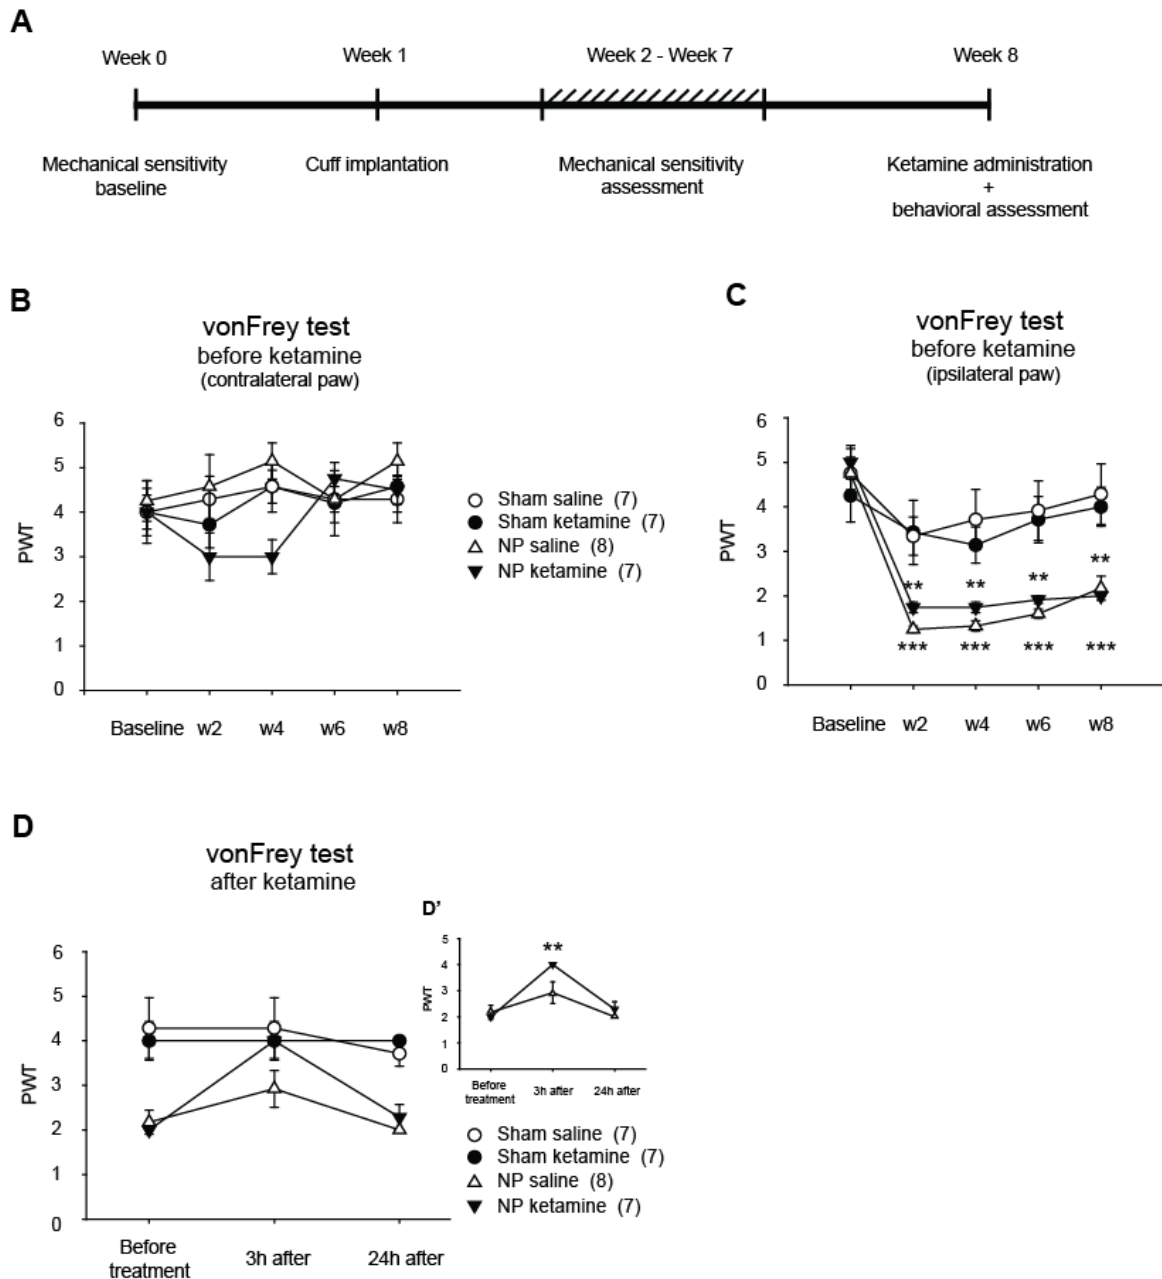 A
Week 0
Week 1
Week 2 - Week 7
Week 8
Mechanical sensitivity
baseline
Cuff implantation
Mechanical sensitivity
assessment
Ketamine administration
+
behavioral assessment
B
vonFrey test
before ketamine
(contralateral paw)
6
5
4
3
2
1
0
PWT
Baseline w2 w4 w6 w8
Sham saline (7)
Sham ketamine (7)
NP saline (8)
NP ketamine (7)
C
vonFrey test
before ketamine
(ipsilateral paw)
6
5
4
3
2
1
0
PWT
** ** ** **
*** *** *** ***
Baseline w2 w4 w6 w8
D
vonFrey test
after ketamine
6
5
4
3
2
1
0
PWT
Before
treatment
3h after
24h after
D'
5
4
3
2
1
0
PWT
**
Before
treatment
3h after
24h after
Sham saline (7)
Sham ketamine (7)
NP saline (8)
NP ketamine (7)